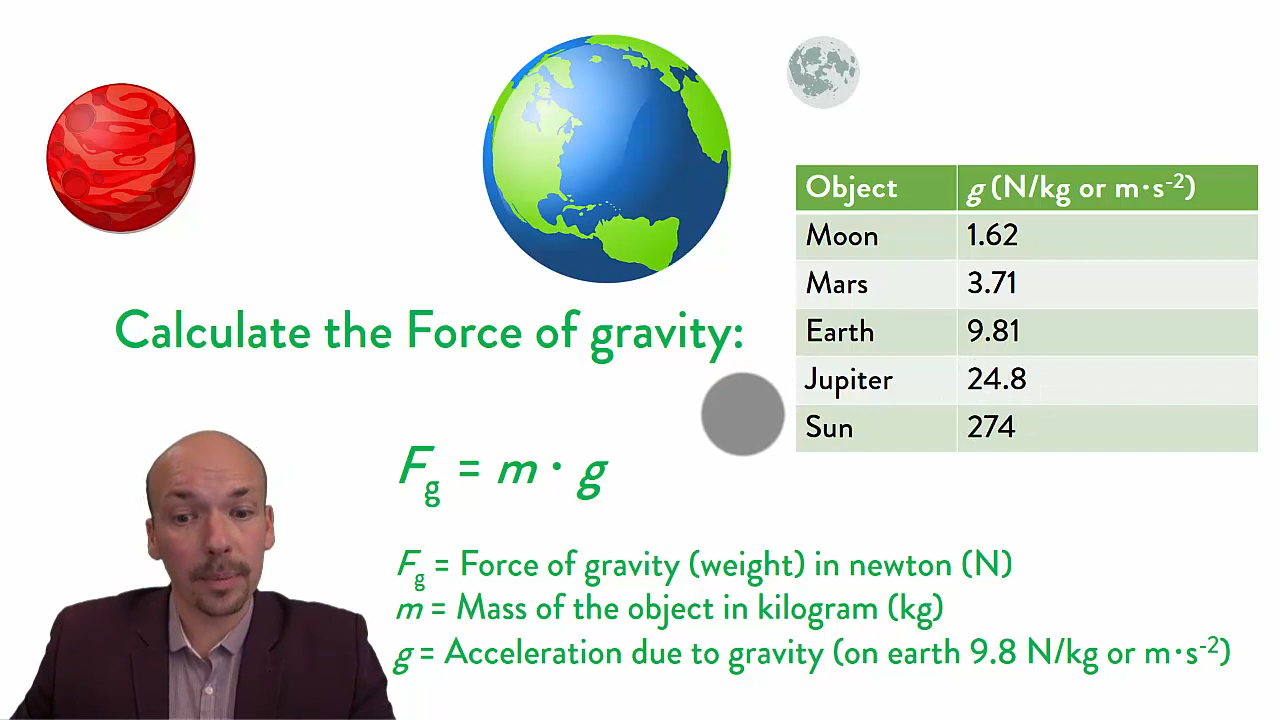 Object g (N/kg or m·s⁻²)
Moon 1.62
Mars 3.71
Earth 9.81
Jupiter 24.8
Sun 274
Calculate the Force of gravity:
F_g = m · g
F_g = Force of gravity (weight) in newton (N)
m = Mass of the object in kilogram (kg)
g = Acceleration due to gravity (on earth 9.8 N/kg or m·s⁻²)